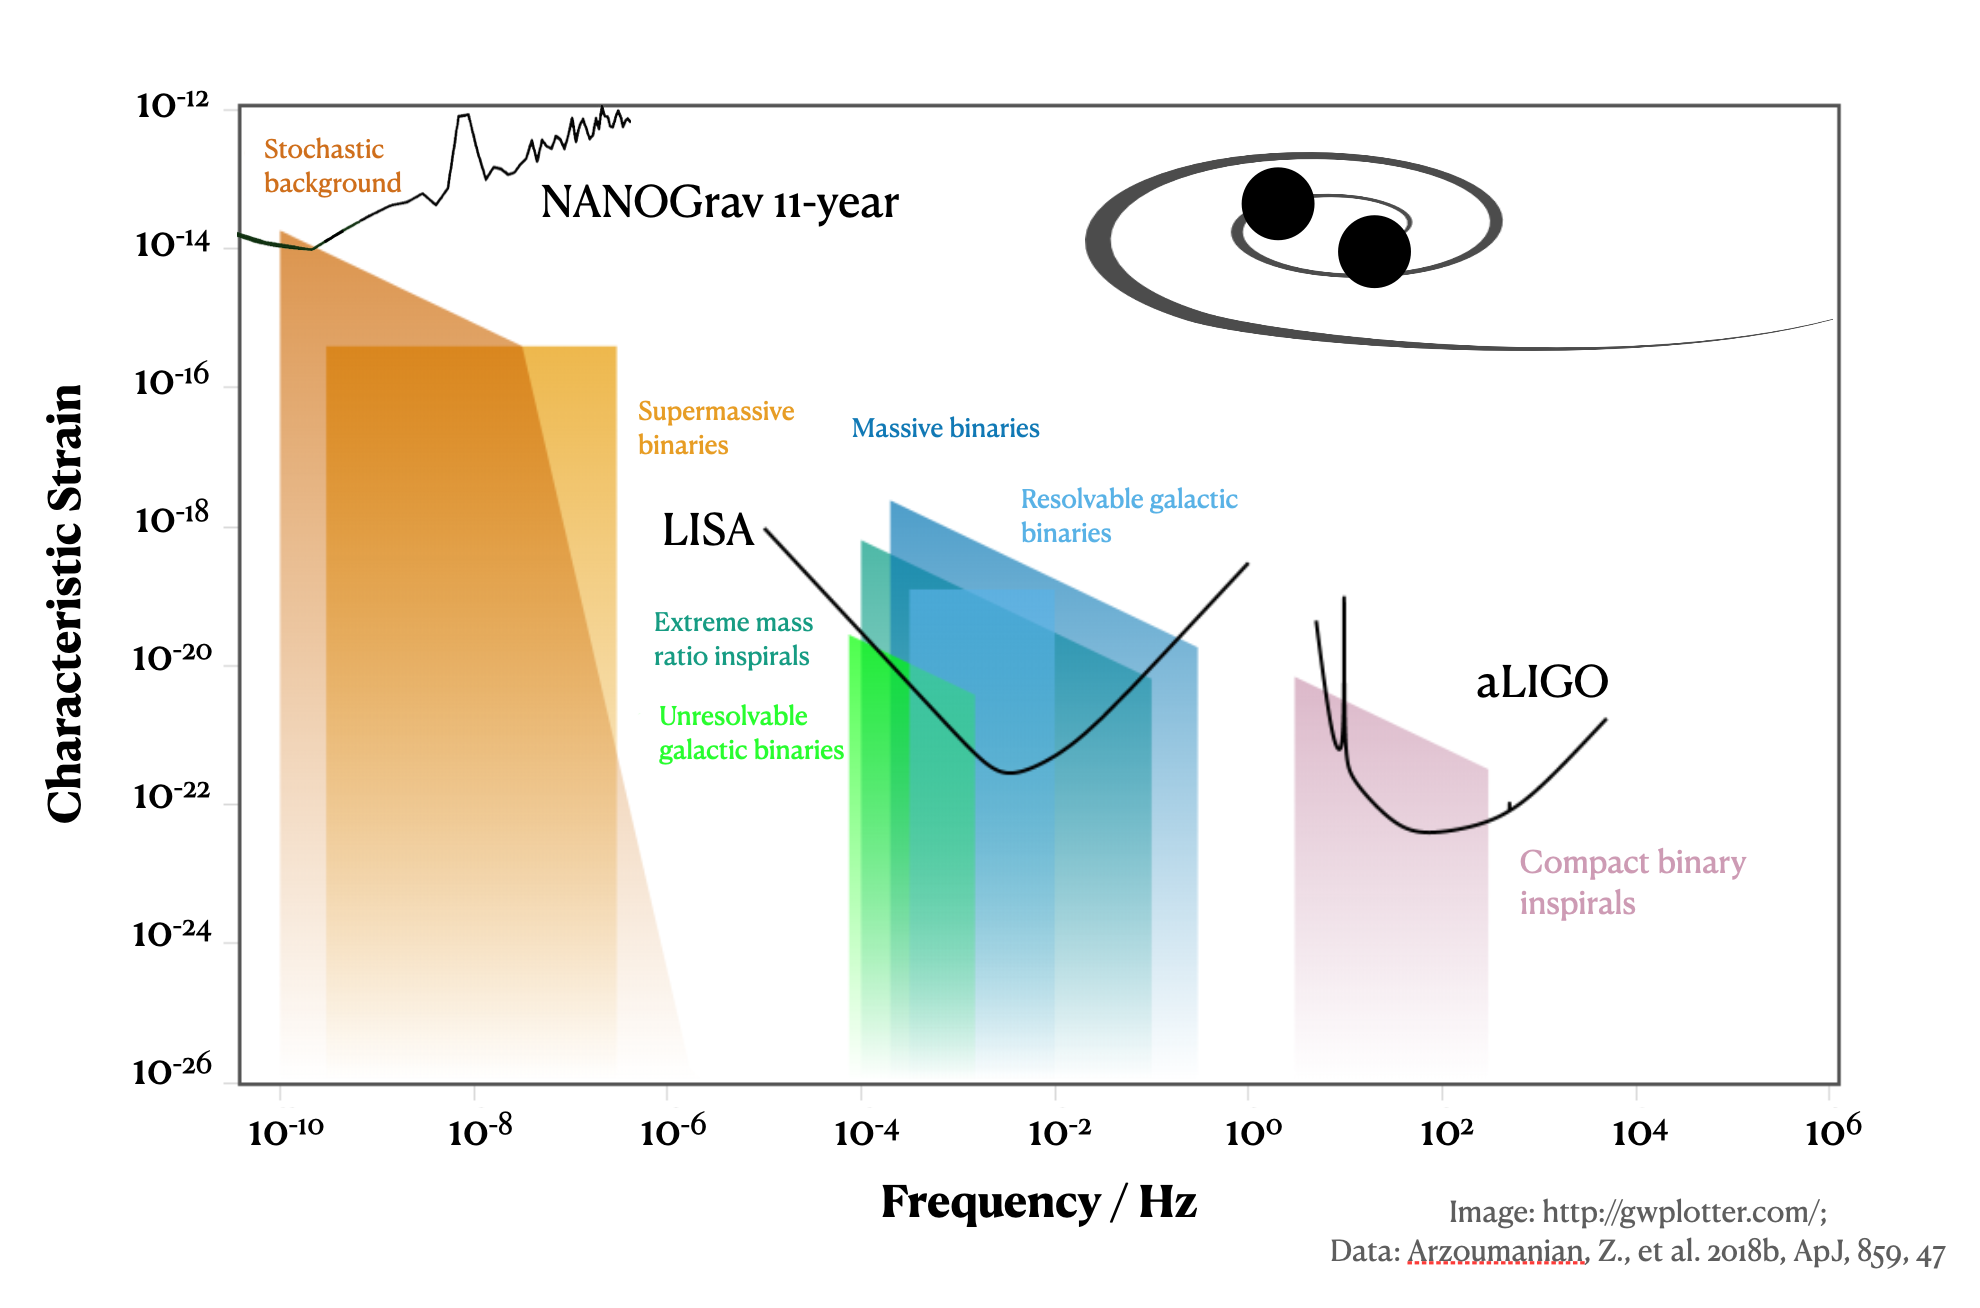 10-12
Stochastic
background
NANOGrav 11-year
10-14
10-16
Supermassive
binaries
Massive binaries
Resolvable galactic
binaries
10-18
LISA
Extreme mass
ratio inspirals
10-20
aLIGO
Unresolvable
galactic binaries
10-22
Compact binary
inspirals
10-24
10-26
Characteristic Strain
10-10 10-8 10-6 10-4 10-2 100 102 104 106
Frequency / Hz
Image: http://gwplotter.com/;
Data: Arzoumanian, Z., et al. 2018b, ApJ, 859, 47